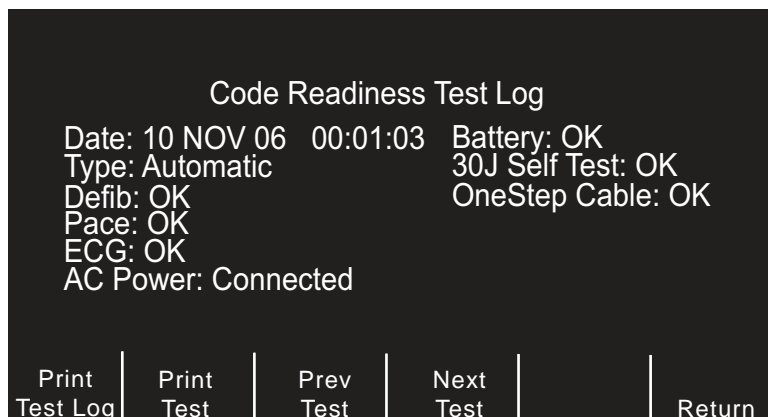 Code Readiness Test Log
Date: 10 NOV 06 00:01:03
Type: Automatic
Defib: OK
Pace: OK
ECG: OK
AC Power: Connected
Battery: OK
30J Self Test: OK
OneStep Cable: OK
Print
Test Log
Print
Test
Prev
Test
Next
Test
Return